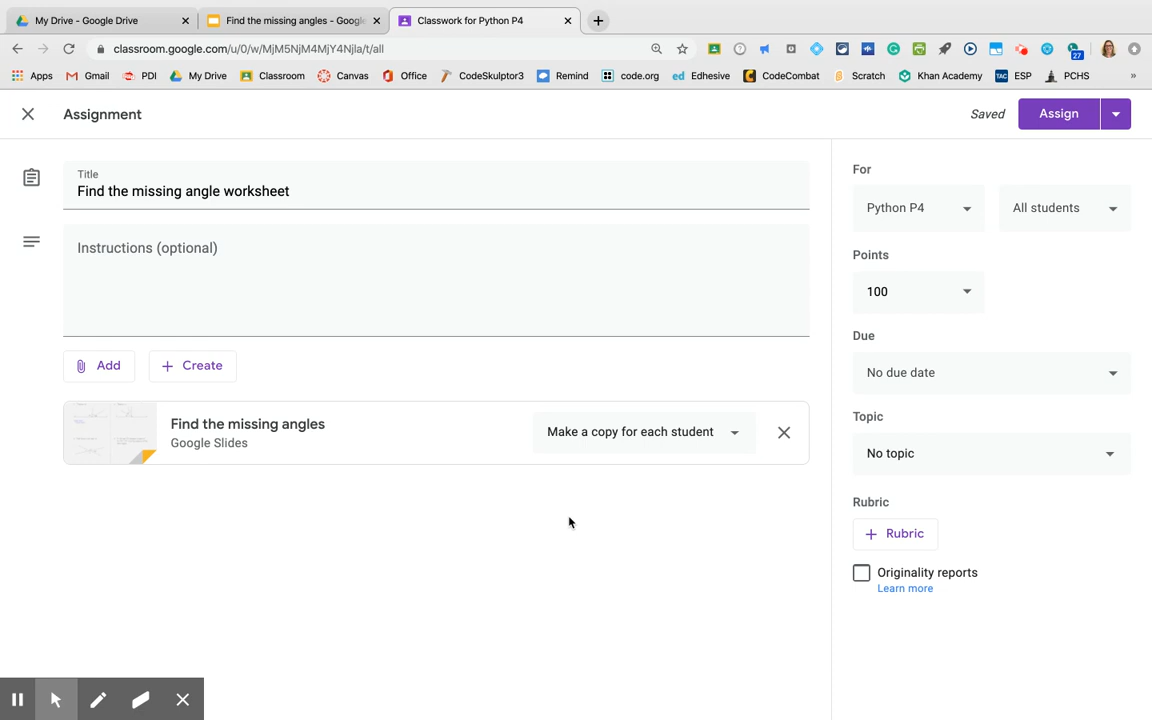 My Drive - Google Drive
Find the missing angles - Google
Classwork for Python P4
classroom.google.com/u/0/w/MjM5NjM4MjY4Njla/t/all
27
Apps Gmail PDI My Drive Classroom Canvas Office CodeSkulptor3 Remind code.org ed Edhesive CodeCombat Scratch Khan Academy TAC ESP PCHS »
Assignment
Saved
Assign
Title
Find the missing angle worksheet
Instructions (optional)
Add
Create
Find the missing angles
Google Slides
Make a copy for each student
For
Python P4
All students
Points
100
Due
No due date
Topic
No topic
Rubric
Rubric
Originality reports
Learn more